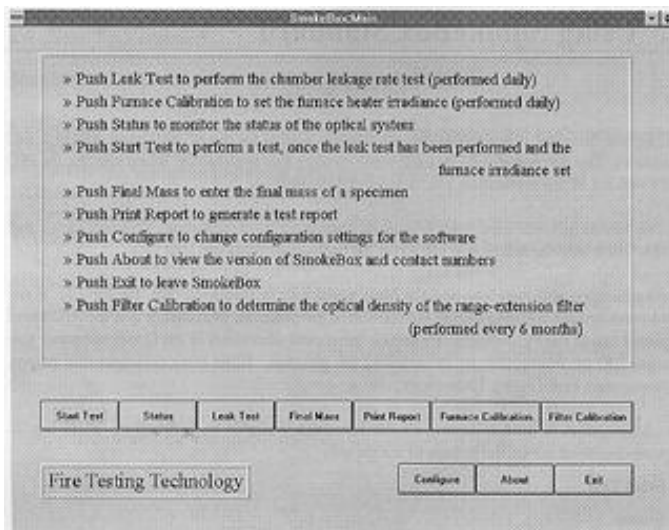 SmokeBoxMain
» Push Leak Test to perform the chamber leakage rate test (performed daily)
» Push Furnace Calibration to set the furnace heater irradiance (performed daily)
» Push Status to monitor the status of the optical system
» Push Start Test to perform a test, once the leak test has been performed and the
furnace irradiance set
» Push Final Mass to enter the final mass of a specimen
» Push Print Report to generate a test report
» Push Configure to change configuration settings for the software
» Push About to view the version of SmokeBox and contact numbers
» Push Exit to leave SmokeBox
» Push Filter Calibration to determine the optical density of the range-extension filter
(performed every 6 months)
Start Test Status Leak Test Final Mass Print Report Furnace Calibration Filter Calibration
Fire Testing Technology Configure About Exit